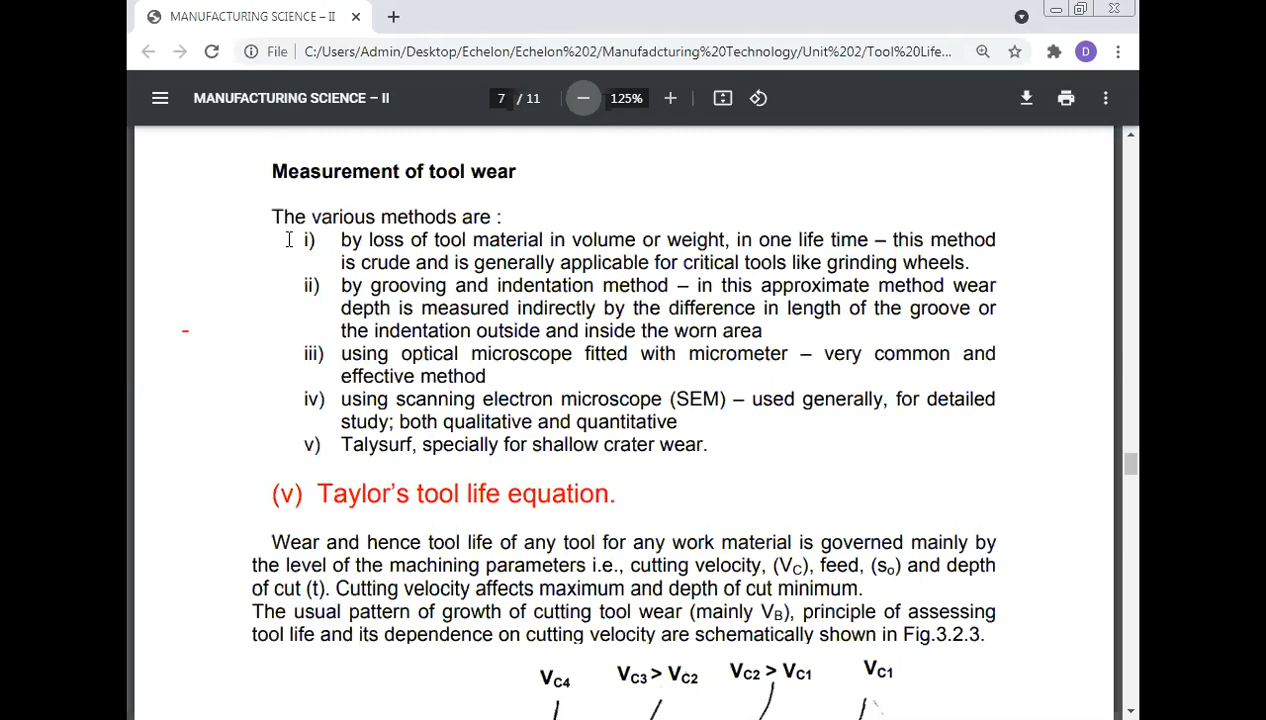 MANUFACTURING SCIENCE – II
File C:/Users/Admin/Desktop/Echelon/Echelon%202/Manufadcturing%20Technology/Unit%202/Tool%20Life...
D
MANUFACTURING SCIENCE – II
7 / 11
125%
Measurement of tool wear
The various methods are :
i) by loss of tool material in volume or weight, in one life time – this method
is crude and is generally applicable for critical tools like grinding wheels.
ii) by grooving and indentation method – in this approximate method wear
depth is measured indirectly by the difference in length of the groove or
the indentation outside and inside the worn area
iii) using optical microscope fitted with micrometer – very common and
effective method
iv) using scanning electron microscope (SEM) – used generally, for detailed
study; both qualitative and quantitative
v) Talysurf, specially for shallow crater wear.
(v) Taylor’s tool life equation.
Wear and hence tool life of any tool for any work material is governed mainly by
the level of the machining parameters i.e., cutting velocity, (VC), feed, (so) and depth
of cut (t). Cutting velocity affects maximum and depth of cut minimum.
The usual pattern of growth of cutting tool wear (mainly VB), principle of assessing
tool life and its dependence on cutting velocity are schematically shown in Fig.3.2.3.
VC4 VC3 > VC2 VC2 > VC1 VC1